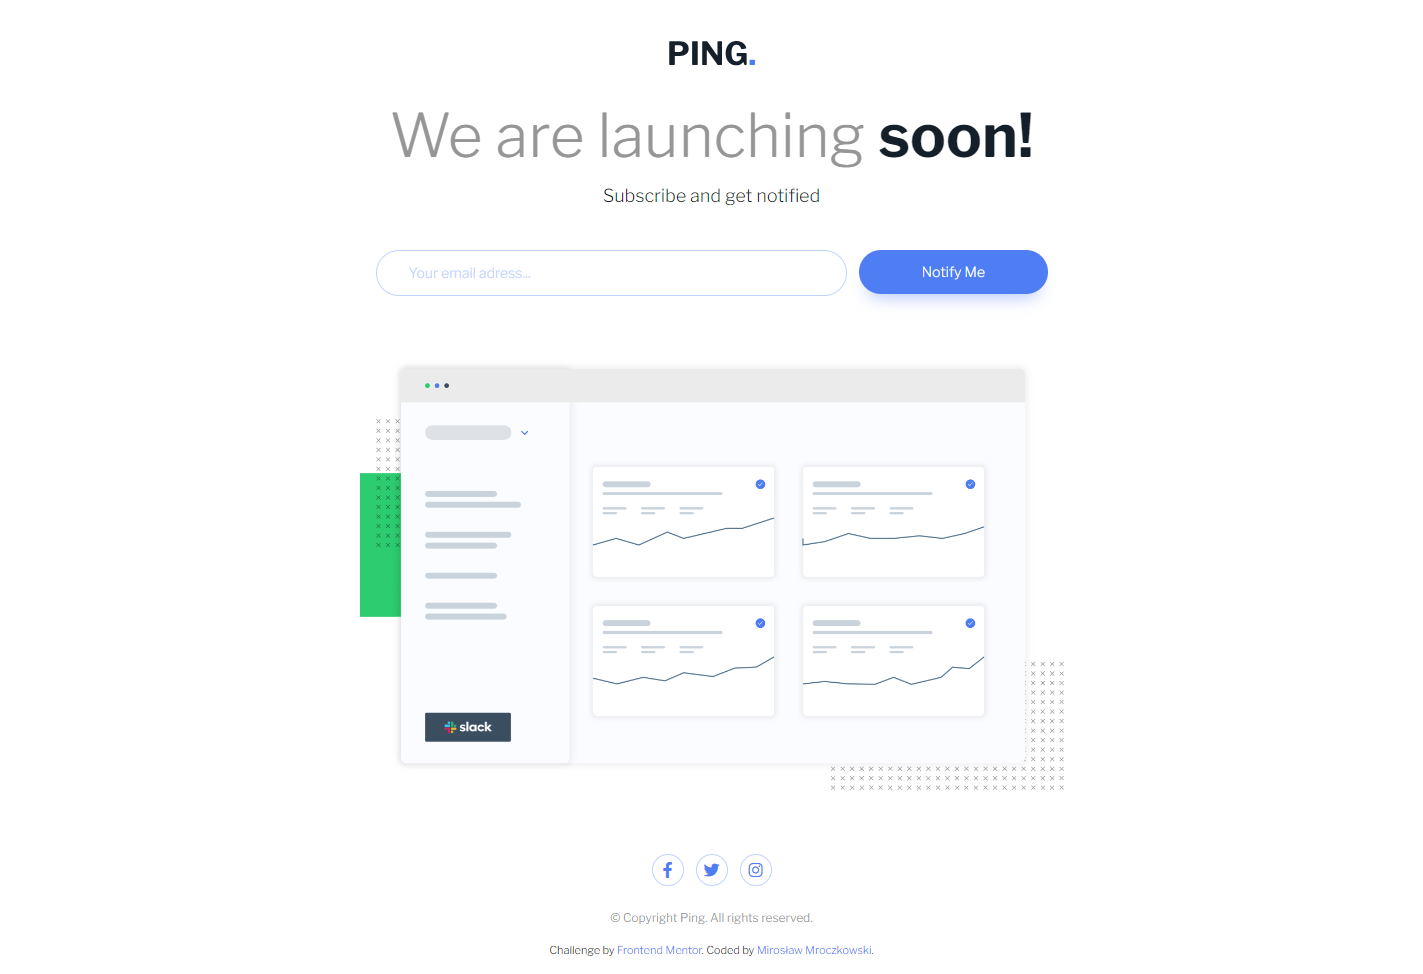 PING.
We are launching soon!
Subscribe and get notified
Your email adress...
Notify Me
slack
© Copyright Ping. All rights reserved.
Challenge by Frontend Mentor. Coded by Mirosław Mroczkowski.